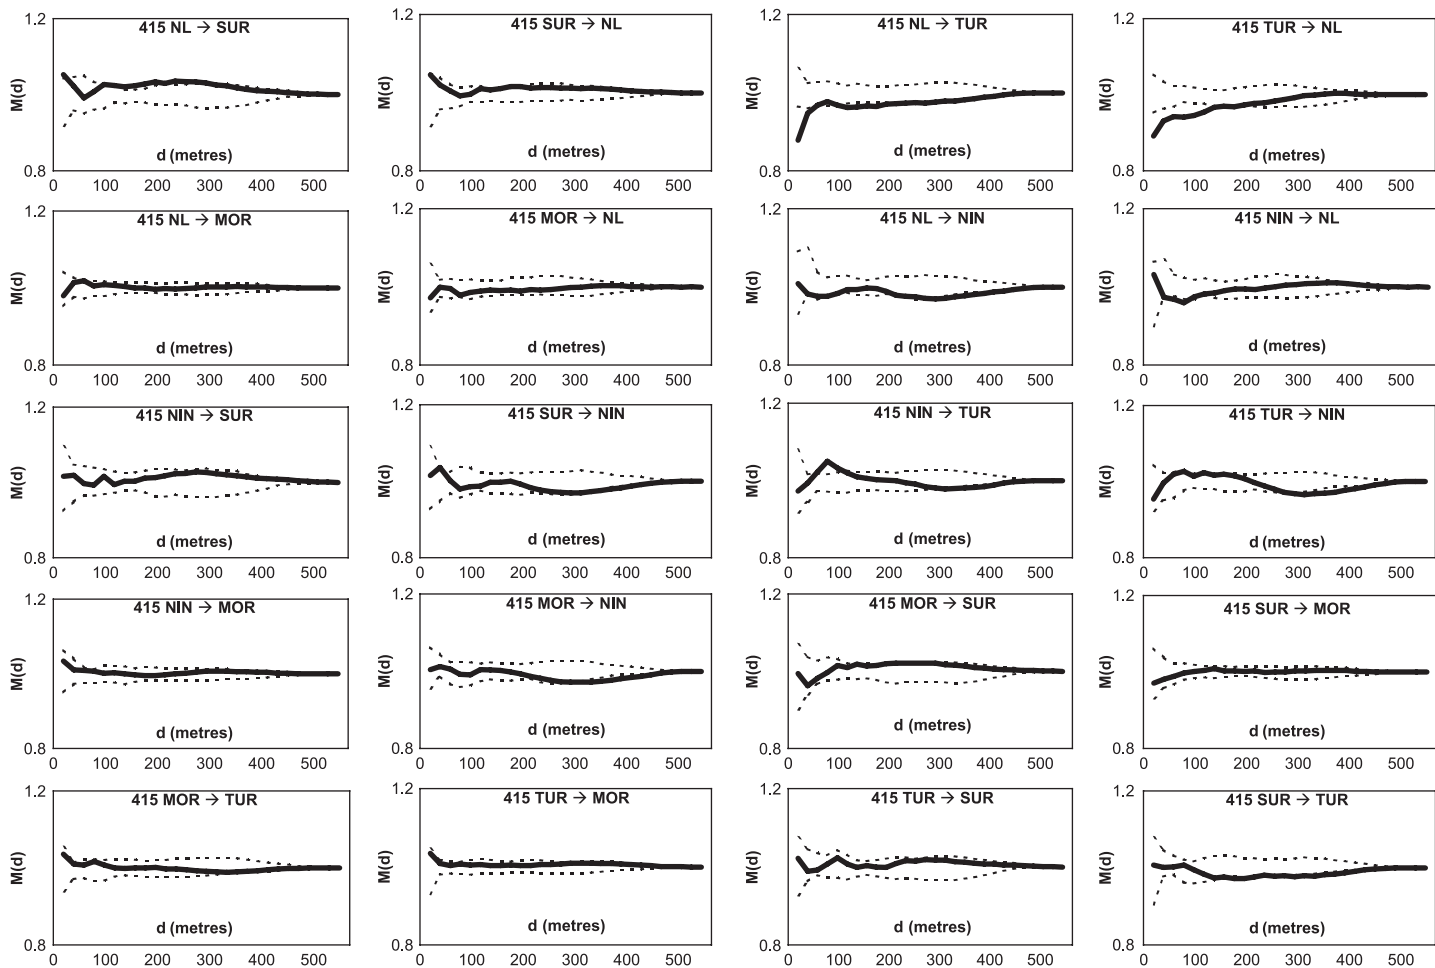 1.2
415 NL → SUR
M(d)
d (metres)
0.8
0 100 200 300 400 500
1.2
415 SUR → NL
M(d)
d (metres)
0.8
0 100 200 300 400 500
1.2
415 NL → TUR
M(d)
d (metres)
0.8
0 100 200 300 400 500
1.2
415 TUR → NL
M(d)
d (metres)
0.8
0 100 200 300 400 500
1.2
415 NL → MOR
M(d)
d (metres)
0.8
0 100 200 300 400 500
1.2
415 MOR → NL
M(d)
d (metres)
0.8
0 100 200 300 400 500
1.2
415 NL → NIN
M(d)
d (metres)
0.8
0 100 200 300 400 500
1.2
415 NIN → NL
M(d)
d (metres)
0.8
0 100 200 300 400 500
1.2
415 NIN → SUR
M(d)
d (metres)
0.8
0 100 200 300 400 500
1.2
415 SUR → NIN
M(d)
d (metres)
0.8
0 100 200 300 400 500
1.2
415 NIN → TUR
M(d)
d (metres)
0.8
0 100 200 300 400 500
1.2
415 TUR → NIN
M(d)
d (metres)
0.8
0 100 200 300 400 500
1.2
415 NIN → MOR
M(d)
d (metres)
0.8
0 100 200 300 400 500
1.2
415 MOR → NIN
M(d)
d (metres)
0.8
0 100 200 300 400 500
1.2
415 MOR → SUR
M(d)
d (metres)
0.8
0 100 200 300 400 500
1.2
415 SUR → MOR
M(d)
d (metres)
0.8
0 100 200 300 400 500
1.2
415 MOR → TUR
M(d)
d (metres)
0.8
0 100 200 300 400 500
1.2
415 TUR → MOR
M(d)
d (metres)
0.8
0 100 200 300 400 500
1.2
415 TUR → SUR
M(d)
d (metres)
0.8
0 100 200 300 400 500
1.2
415 SUR → TUR
M(d)
d (metres)
0.8
0 100 200 300 400 500